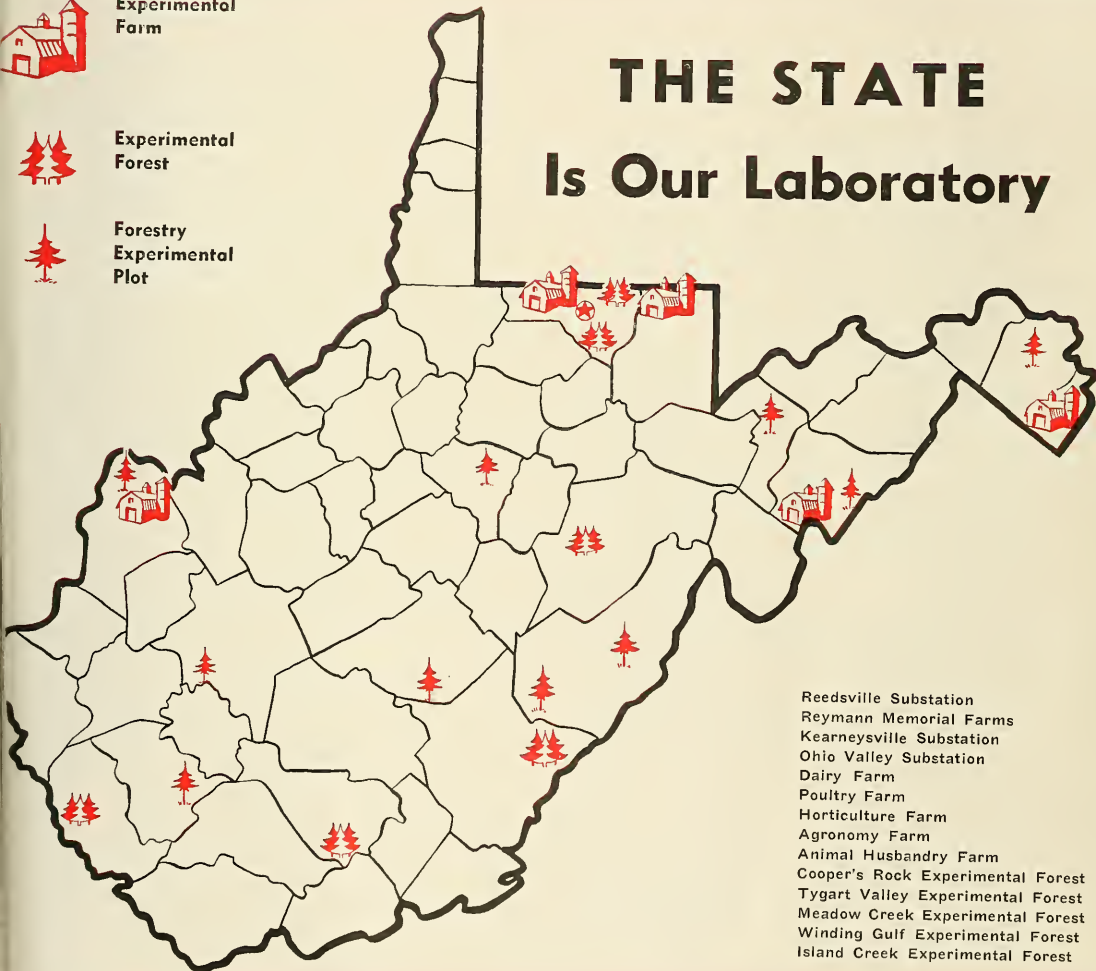 Experimental
Farm
Experimental
Forest
Forestry
Experimental
Plot
THE STATE
Is Our Laboratory
Reedsville Substation
Reymann Memorial Farms
Kearneysville Substation
Ohio Valley Substation
Dairy Farm
Poultry Farm
Horticulture Farm
Agronomy Farm
Animal Husbandry Farm
Cooper's Rock Experimental Forest
Tygart Valley Experimental Forest
Meadow Creek Experimental Forest
Winding Gulf Experimental Forest
Island Creek Experimental Forest